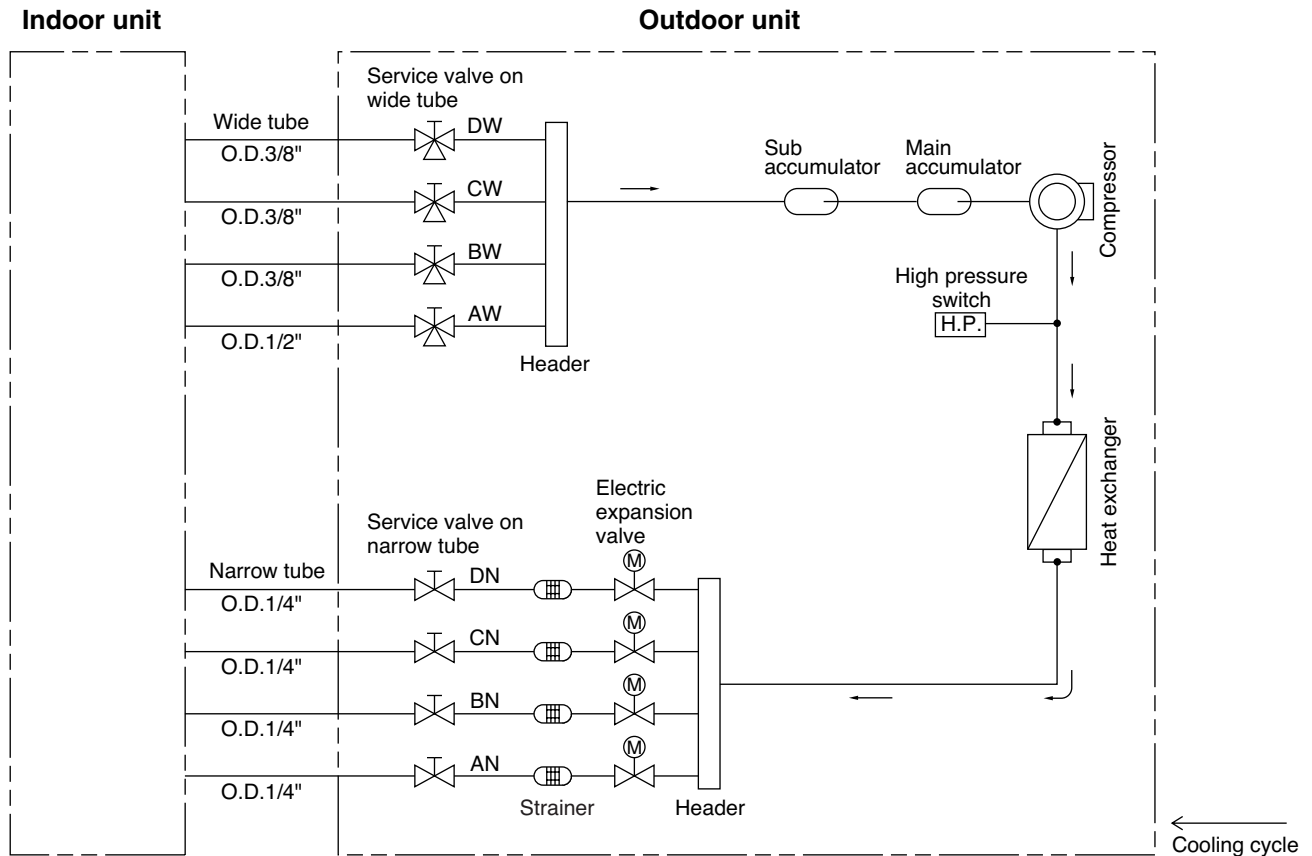 Indoor unit
Outdoor unit
Service valve on
wide tube
Wide tube
O.D.3/8"
DW
O.D.3/8"
CW
O.D.3/8"
BW
O.D.1/2"
AW
Header
Sub
accumulator
Main
accumulator
Compressor
High pressure
switch
H.P.
Heat exchanger
Electric
expansion
valve
Service valve on
narrow tube
Narrow tube
O.D.1/4"
DN
M
O.D.1/4"
CN
M
O.D.1/4"
BN
M
O.D.1/4"
AN
M
Strainer
Header
Cooling cycle